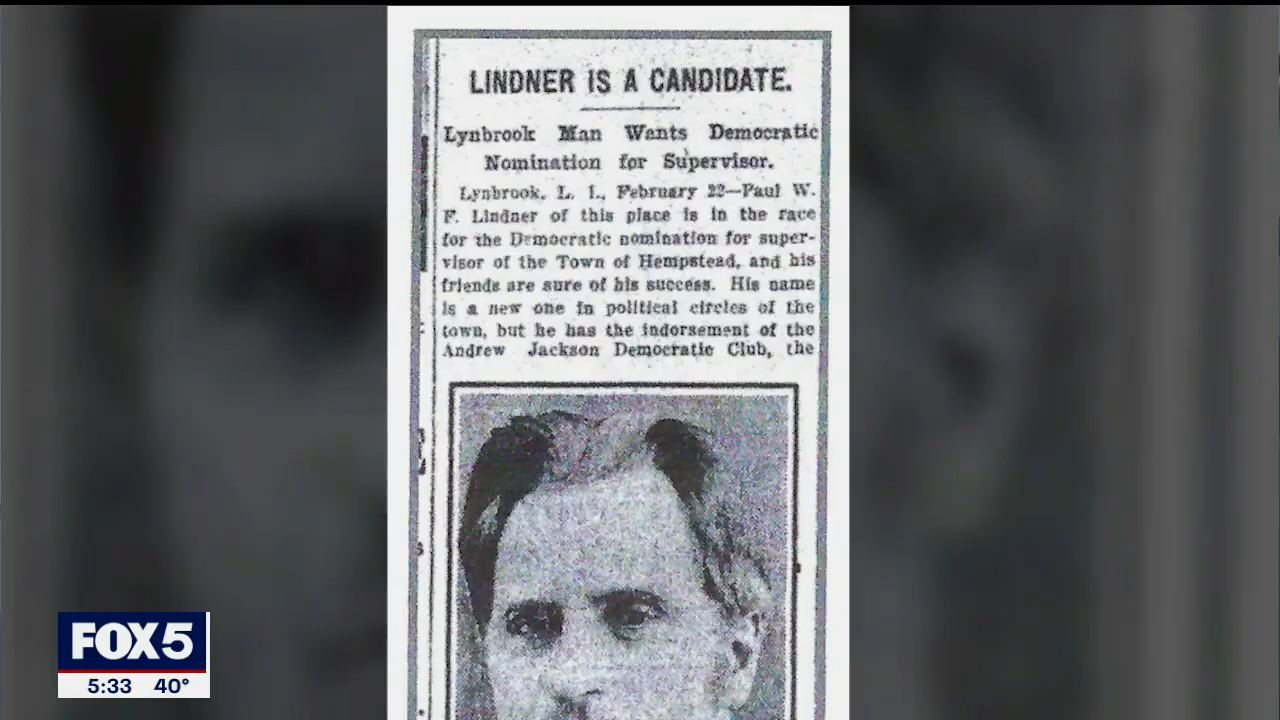 LINDNER IS A CANDIDATE.
Lynbrook Man Wants Democratic
Nomination for Supervisor.
Lynbrook, L. I., February 22—Paul W.
F. Lindner of this place is in the race
for the Democratic nomination for super-
visor of the Town of Hempstead, and his
friends are sure of his success. His name
is a new one in political circles of the
town, but he has the indorsement of the
Andrew Jackson Democratic Club, the
FOX 5
5:33 40°